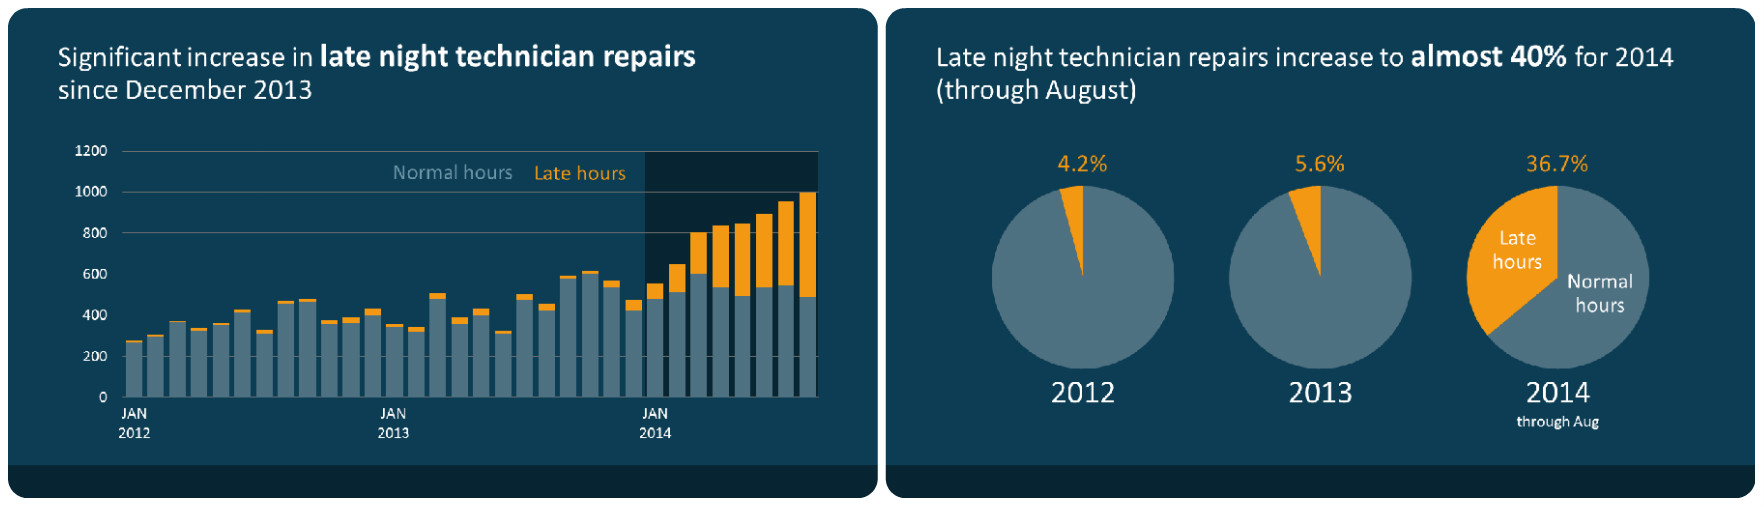 Significant increase in late night technician repairs
since December 2013
1200
1000
800
600
400
200
0
Normal hours Late hours
JAN
2012
JAN
2013
JAN
2014
Late night technician repairs increase to almost 40% for 2014
(through August)
4.2%
2012
5.6%
2013
36.7%
Late
hours
Normal
hours
2014
through Aug